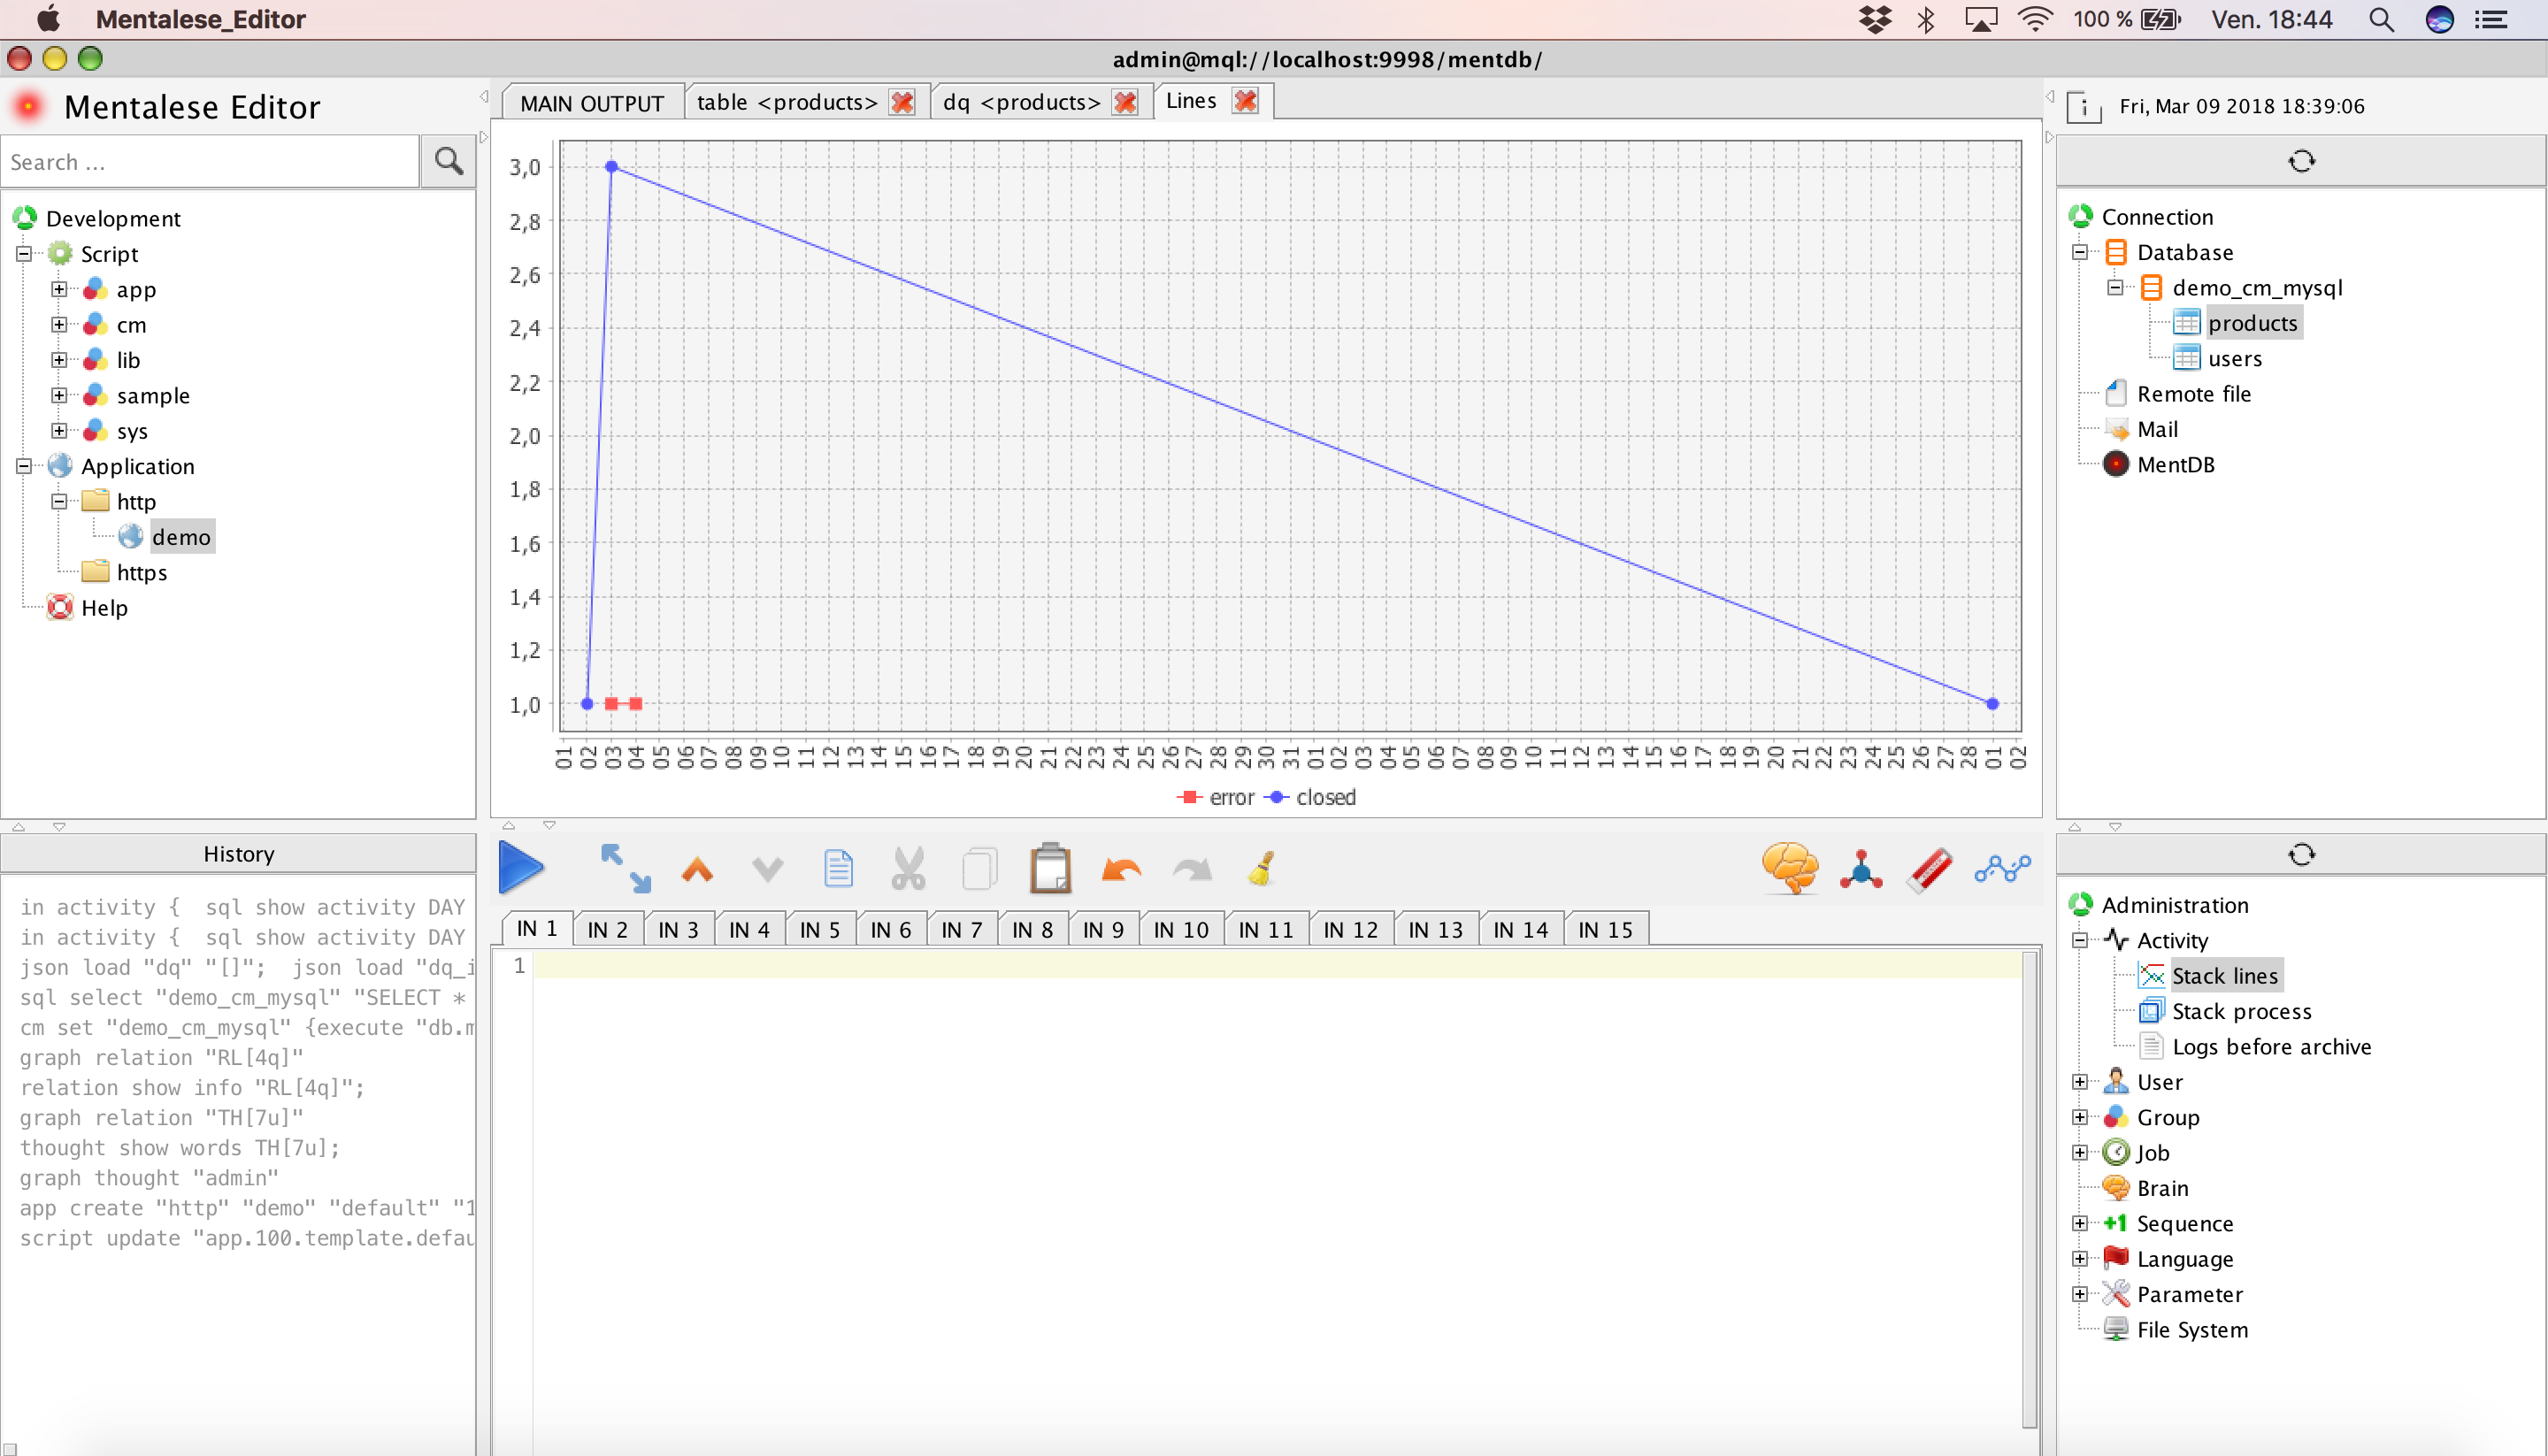 Mentalese_Editor
100 %
Ven. 18:44
admin@mql://localhost:9998/mentdb/
Mentalese Editor
Search ...
Development
Script
app
cm
lib
sample
sys
Application
http
demo
https
Help
MAIN OUTPUT
table <products>
dq <products>
Lines
3,0
2,8
2,6
2,4
2,2
2,0
1,8
1,6
1,4
1,2
1,0
01 02 03 04 05 06 07 08 09 10 11 12 13 14 15 16 17 18 19 20 21 22 23 24 25 26 27 28 29 30 31 01 02 03 04 05 06 07 08 09 10 11 12 13 14 15 16 17 18 19 20 21 22 23 24 25 26 27 28 01 02
error closed
i
Fri, Mar 09 2018 18:39:06
Connection
Database
demo_cm_mysql
products
users
Remote file
Mail
MentDB
History
in activity {  sql show activity DAY
in activity {  sql show activity DAY
json load "dq" "[]";  json load "dq_i
sql select "demo_cm_mysql" "SELECT *
cm set "demo_cm_mysql" {execute "db.m
graph relation "RL[4q]"
relation show info "RL[4q]";
graph relation "TH[7u]"
thought show words TH[7u];
graph thought "admin"
app create "http" "demo" "default" "1
script update "app.100.template.defau
IN 1
IN 2
IN 3
IN 4
IN 5
IN 6
IN 7
IN 8
IN 9
IN 10
IN 11
IN 12
IN 13
IN 14
IN 15
1
Administration
Activity
Stack lines
Stack process
Logs before archive
User
Group
Job
Brain
+1 Sequence
Language
Parameter
File System